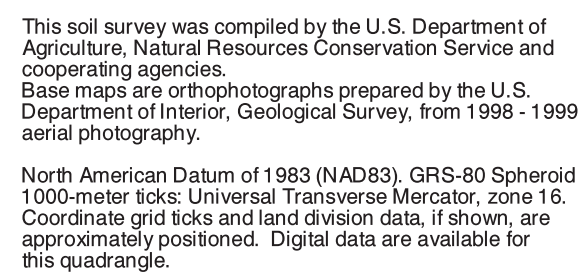 This soil survey was compiled by the U.S. Department of
Agriculture, Natural Resources Conservation Service and
cooperating agencies.
Base maps are orthophotographs prepared by the U.S.
Department of Interior, Geological Survey, from 1998 - 1999
aerial photography.
North American Datum of 1983 (NAD83). GRS-80 Spheroid
1000-meter ticks: Universal Transverse Mercator, zone 16.
Coordinate grid ticks and land division data, if shown, are
approximately positioned.  Digital data are available for
this quadrangle.